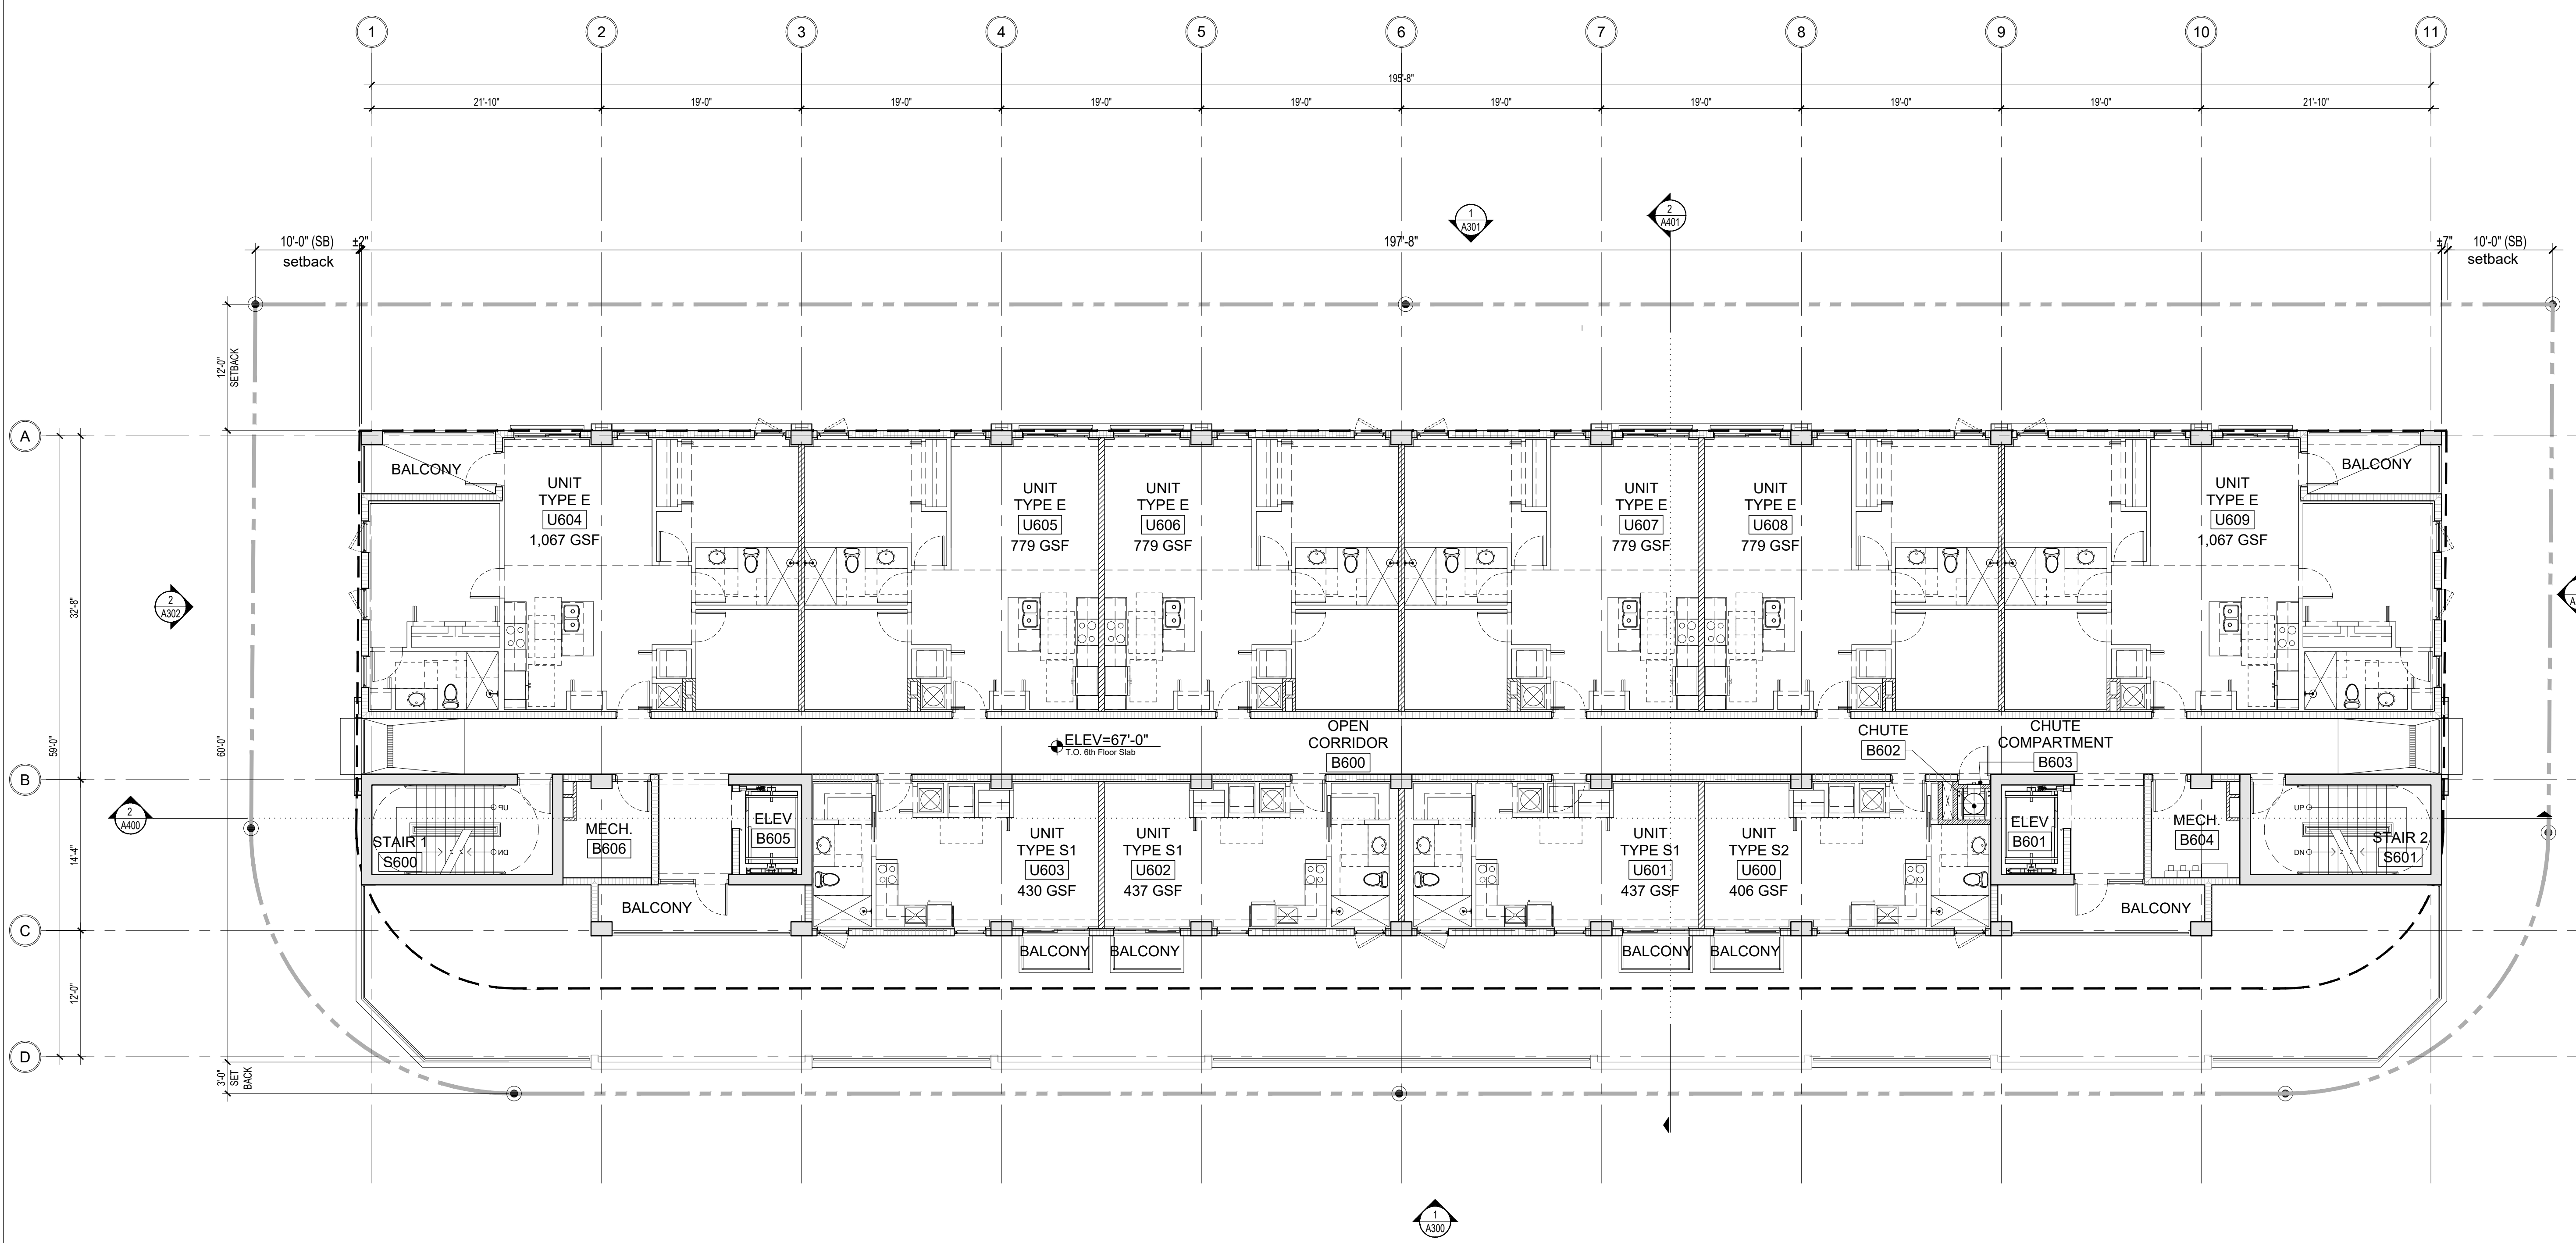 1 2 3 4 5 6 7 8 9 10 11
195'-8"
21'-10" 19'-0" 19'-0" 19'-0" 19'-0" 19'-0" 19'-0" 19'-0" 19'-0" 21'-10"
1
A301
2
A401
10'-0" (SB) ±2" 197'-8" ±7" 10'-0" (SB)
setback setback
12'-0"
SETBACK
A
BALCONY
BALCONY
UNIT
TYPE E
U604
1,067 GSF
UNIT
TYPE E
U605
779 GSF
UNIT
TYPE E
U606
779 GSF
UNIT
TYPE E
U607
779 GSF
UNIT
TYPE E
U608
779 GSF
UNIT
TYPE E
U609
1,067 GSF
2
A302
32'-8"
59'-0"
60'-0"
ELEV=67'-0"
T.O. 6th Floor Slab
OPEN
CORRIDOR
B600
CHUTE
B602
CHUTE
COMPARTMENT
B603
B
2
A400
UP
DN
STAIR 1
S600
MECH.
B606
ELEV
B605
UNIT
TYPE S1
U603
430 GSF
UNIT
TYPE S1
U602
437 GSF
UNIT
TYPE S1
U601
437 GSF
UNIT
TYPE S2
U600
406 GSF
ELEV
B601
MECH.
B604
UP
DN
STAIR 2
S601
14'-4"
BALCONY
BALCONY
C
BALCONY
BALCONY
BALCONY
BALCONY
12'-0"
D
3'-0"
SET
BACK
1
A300